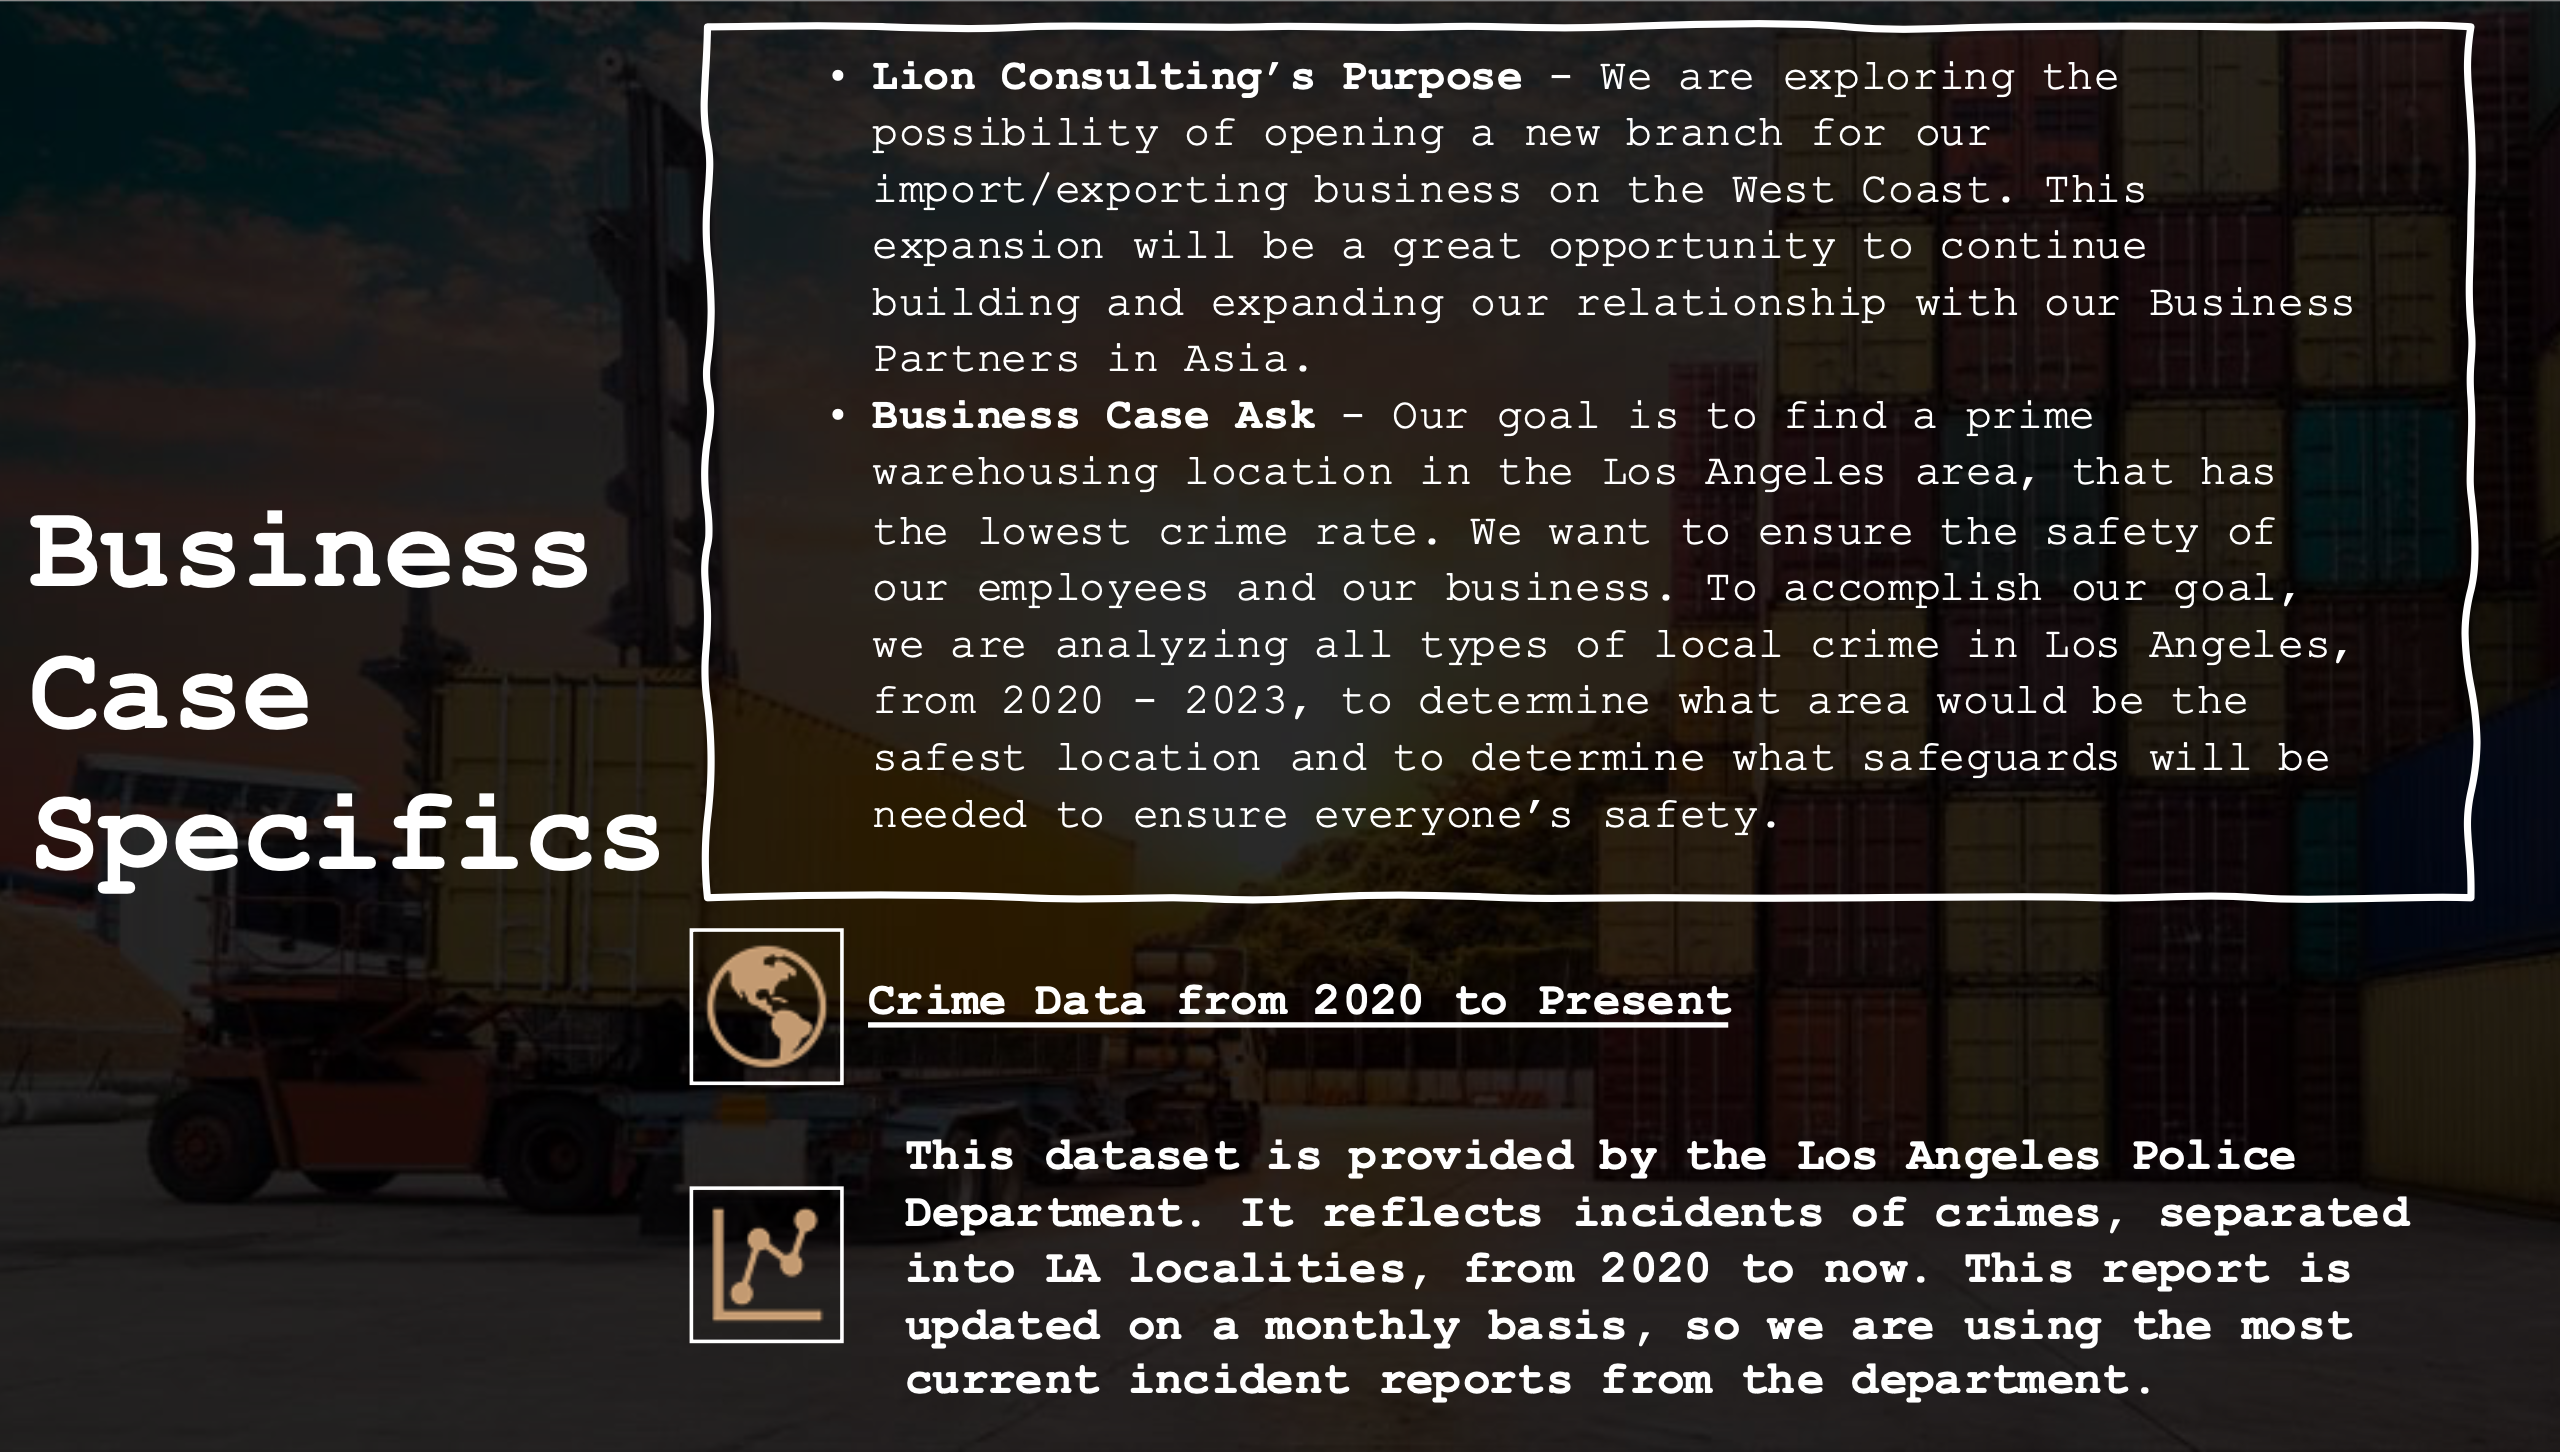 Business
Case
Specifics
• Lion Consulting’s Purpose – We are exploring the
possibility of opening a new branch for our
import/exporting business on the West Coast. This
expansion will be a great opportunity to continue
building and expanding our relationship with our Business
Partners in Asia.
• Business Case Ask – Our goal is to find a prime
warehousing location in the Los Angeles area, that has
the lowest crime rate. We want to ensure the safety of
our employees and our business. To accomplish our goal,
we are analyzing all types of local crime in Los Angeles,
from 2020 – 2023, to determine what area would be the
safest location and to determine what safeguards will be
needed to ensure everyone’s safety.
Crime Data from 2020 to Present
This dataset is provided by the Los Angeles Police
Department. It reflects incidents of crimes, separated
into LA localities, from 2020 to now. This report is
updated on a monthly basis, so we are using the most
current incident reports from the department.